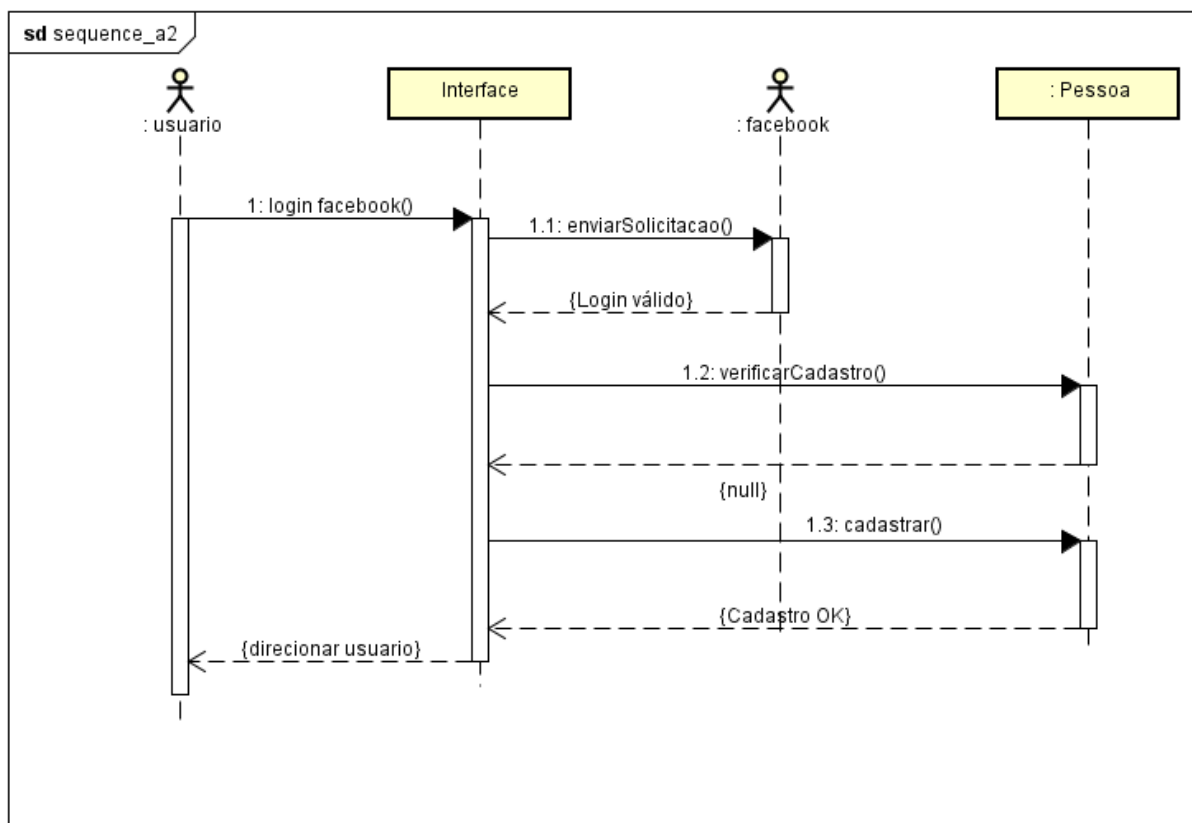 sd sequence_a2
Interface
: Pessoa
: usuario
: facebook
1: login facebook()
1.1: enviarSolicitacao()
{Login válido}
1.2: verificarCadastro()
{null}
1.3: cadastrar()
{Cadastro OK}
{direcionar usuario}